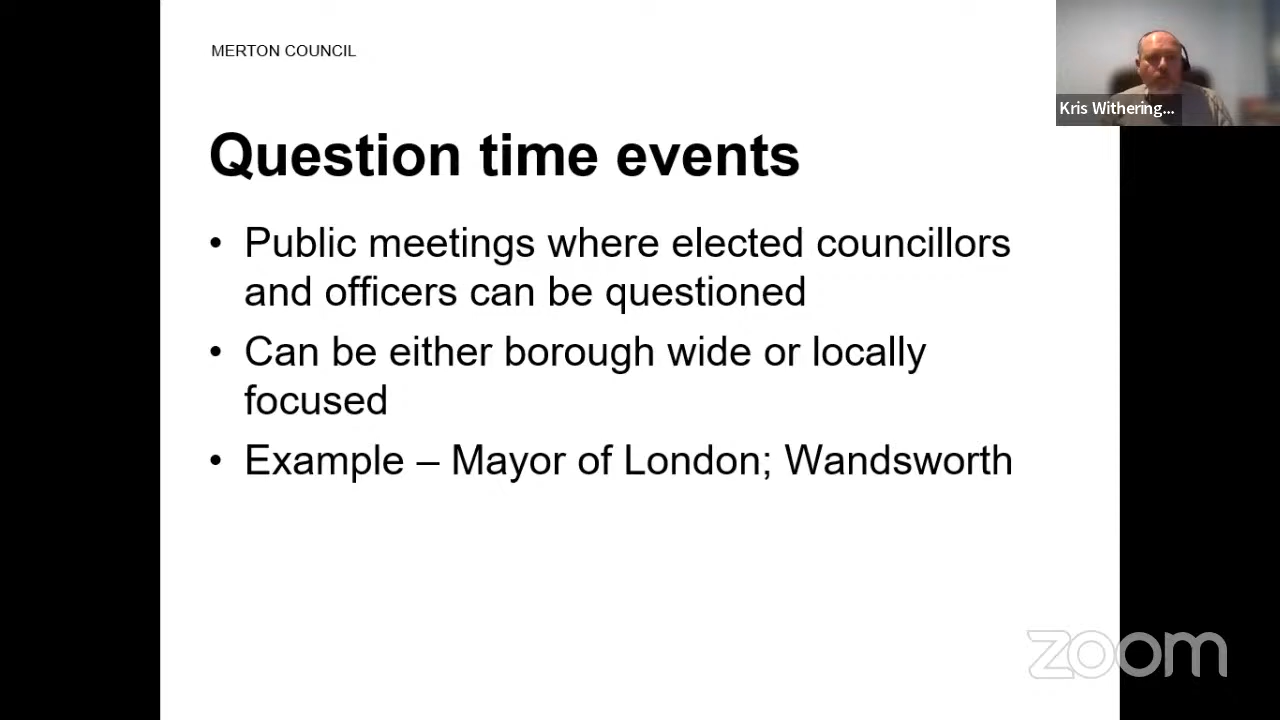 MERTON COUNCIL
Kris Withering...
Question time events
• Public meetings where elected councillors
and officers can be questioned
• Can be either borough wide or locally
focused
• Example – Mayor of London; Wandsworth
zoom